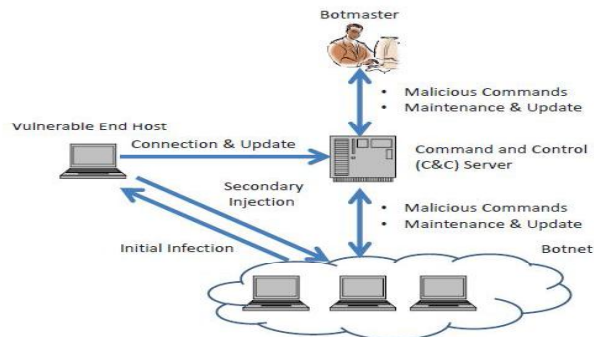 Botmaster
• Malicious Commands
• Maintenance & Update
Vulnerable End Host
Connection & Update
Command and Control
(C&C) Server
Secondary
Injection
• Malicious Commands
• Maintenance & Update
Initial Infection
Botnet